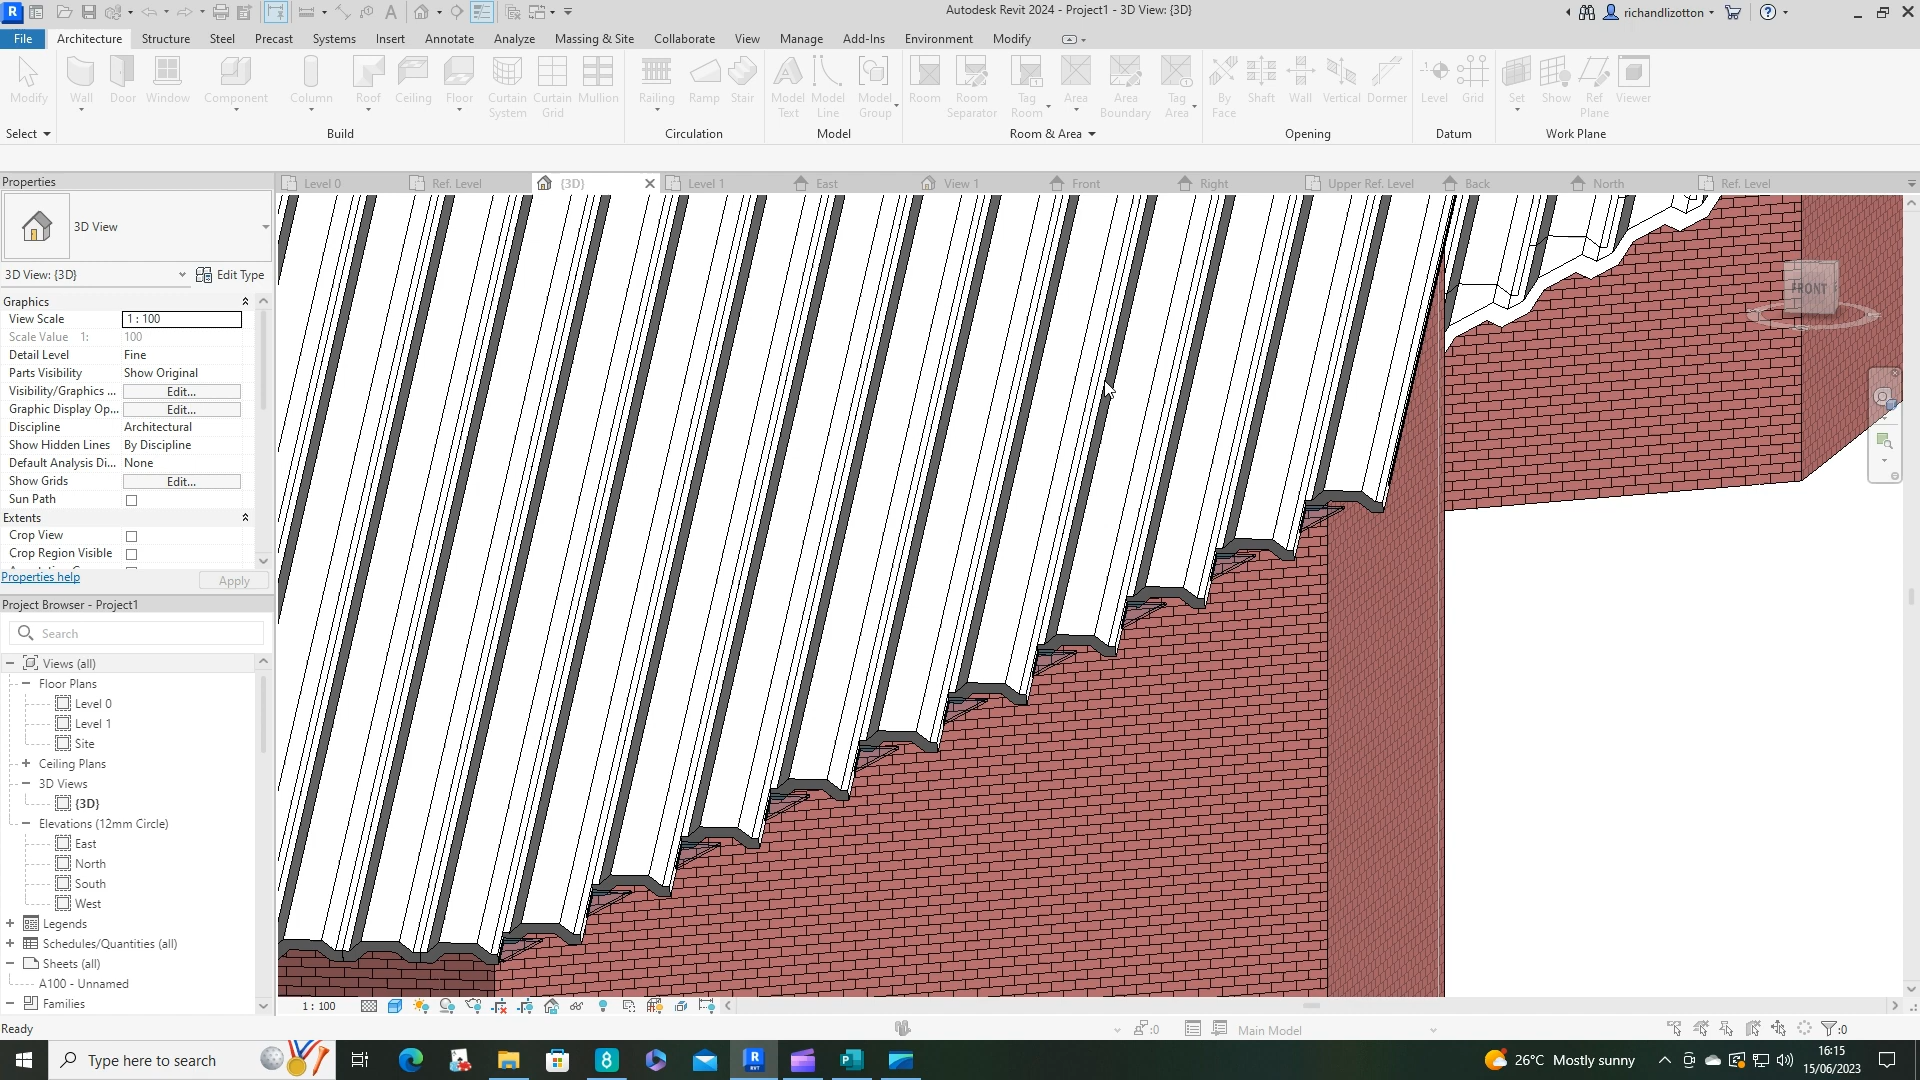 Autodesk Revit 2024 - Project1 - 3D View: {3D}
richandlizotton
File Architecture Structure Steel Precast Systems Insert Annotate Analyze Massing & Site Collaborate View Manage Add-Ins Environment Modify
Modify Wall Door Window Component Column Roof Ceiling Floor Curtain System Curtain Grid Mullion Railing Ramp Stair Model Text Model Line Model Group Room Room Separator Tag Room Area Area Boundary Tag Area By Face Shaft Wall Vertical Dormer Level Grid Set Show Ref Plane Viewer
Select Build Circulation Model Room & Area Opening Datum Work Plane
Properties
Level 0 Ref. Level {3D} Level 1 East View 1 Front Right Upper Ref. Level Back North Ref. Level
3D View
3D View: {3D} Edit Type
Graphics
View Scale 1 : 100
Scale Value 1: 100
Detail Level Fine
Parts Visibility Show Original
Visibility/Graphics ... Edit...
Graphic Display Op... Edit...
Discipline Architectural
Show Hidden Lines By Discipline
Default Analysis Di... None
Show Grids Edit...
Sun Path
Extents
Crop View
Crop Region Visible
Properties help Apply
Project Browser - Project1
Search
Views (all)
Floor Plans
Level 0
Level 1
Site
Ceiling Plans
3D Views
{3D}
Elevations (12mm Circle)
East
North
South
West
Legends
Schedules/Quantities (all)
Sheets (all)
A100 - Unnamed
Families
FRONT
1 : 100
Ready :0 Main Model :0
Type here to search
26°C Mostly sunny
16:15
15/06/2023